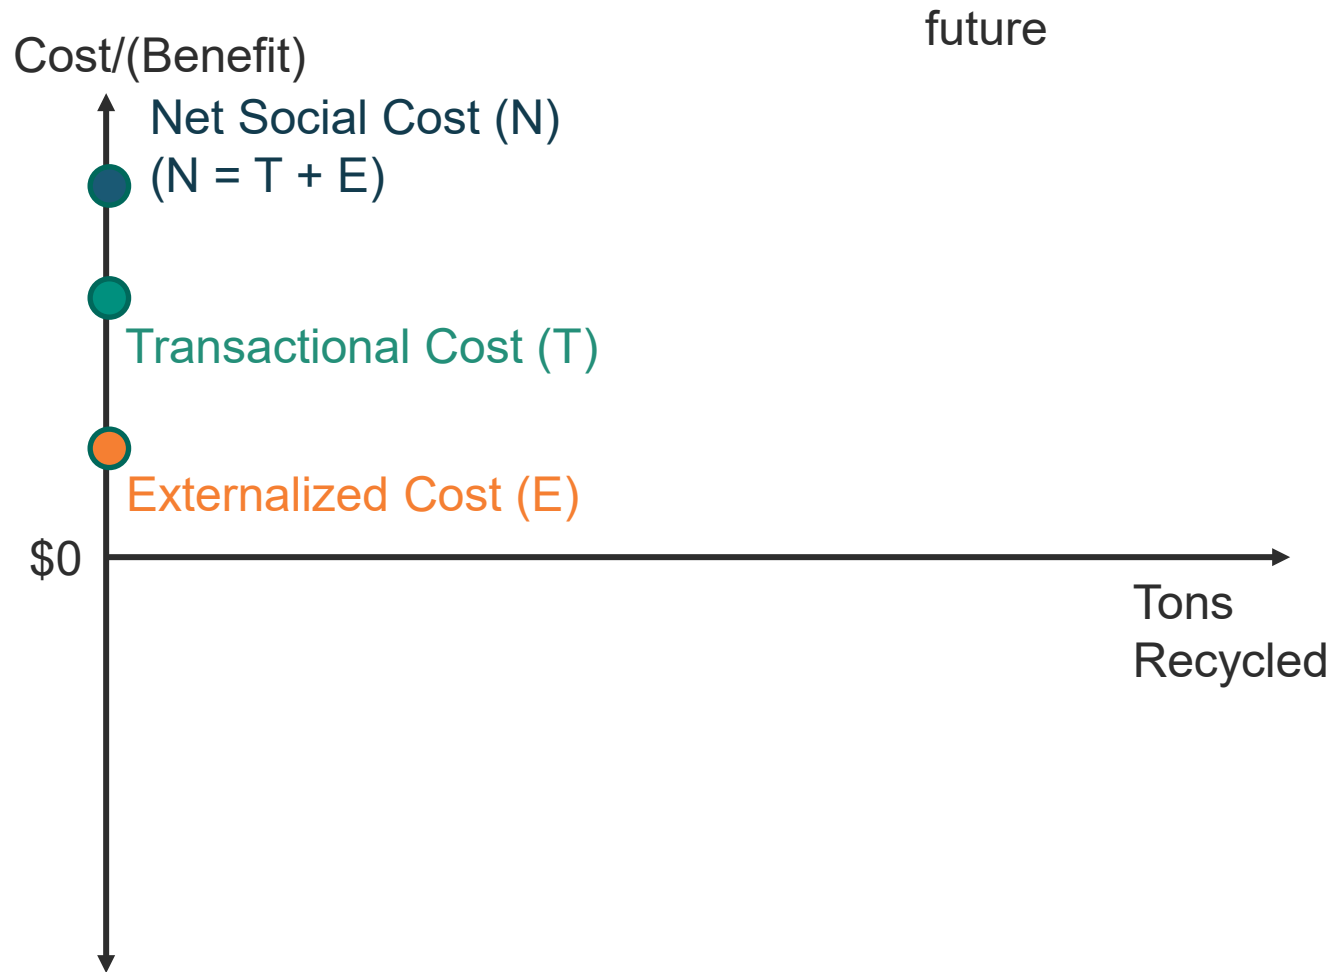 future
Cost/(Benefit)
Net Social Cost (N)
(N = T + E)
Transactional Cost (T)
Externalized Cost (E)
$0
Tons
Recycled